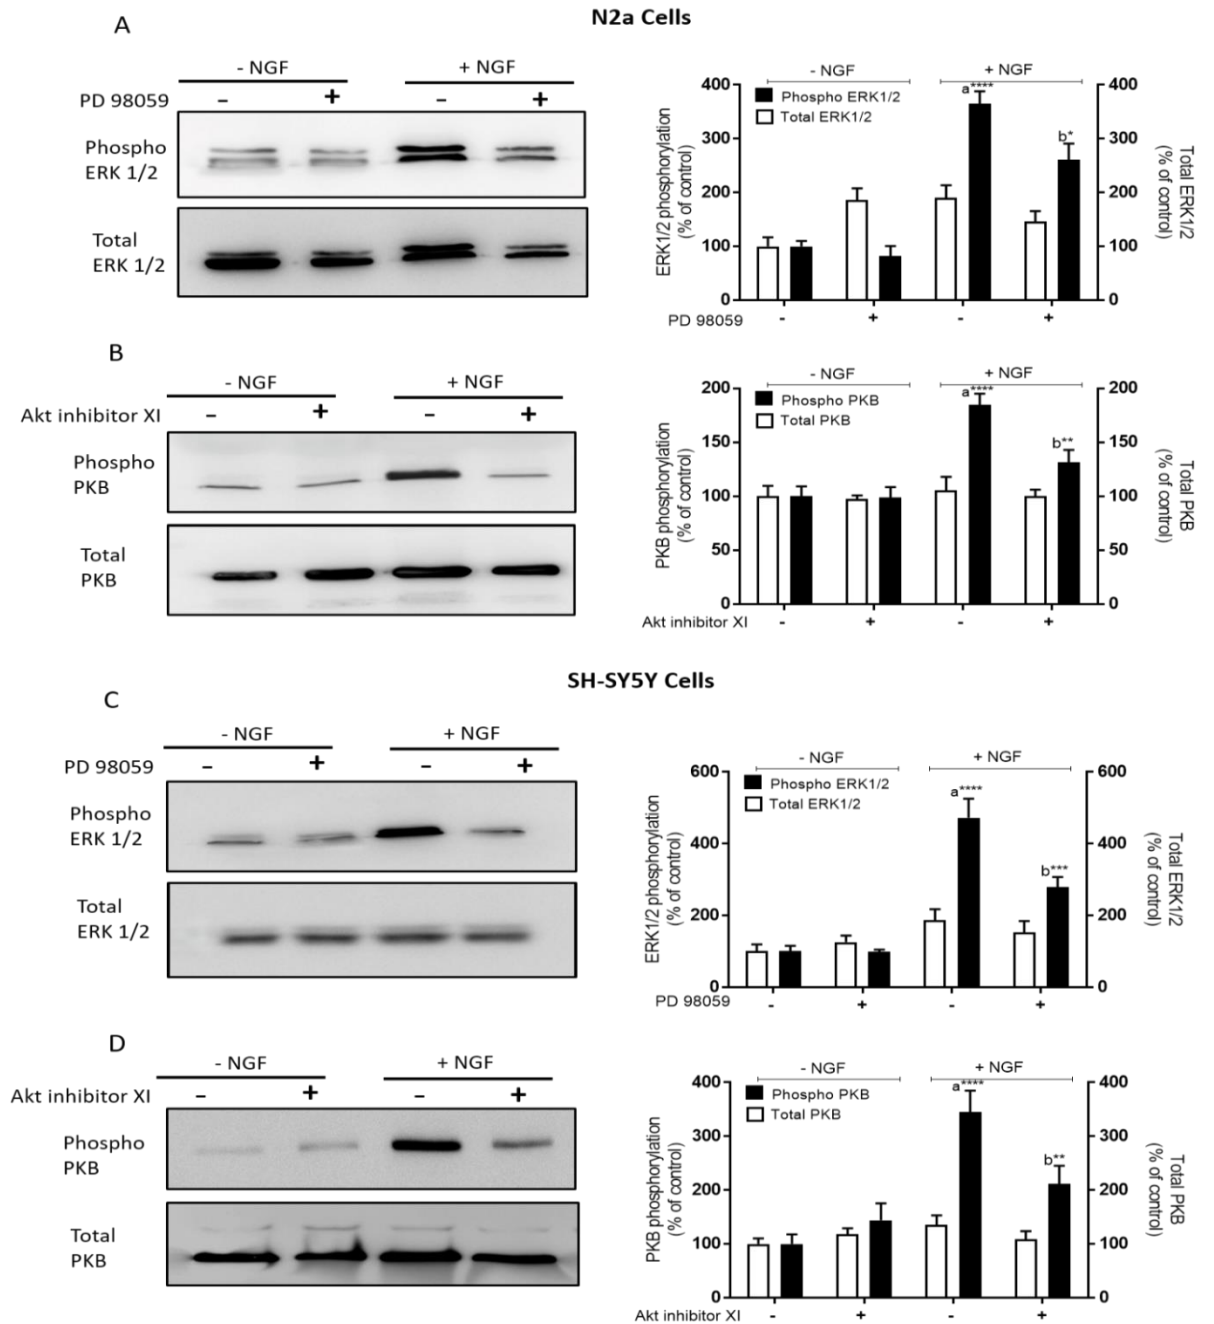 N2a Cells
A
- NGF
+ NGF
PD 98059
– + – +
Phospho
ERK 1/2
Total
ERK 1/2
- NGF
+ NGF
400
300
200
100
0
a****
b*
Phospho ERK1/2
Total ERK1/2
ERK1/2 phosphorylation
(% of control)
400
300
200
100
0
Total ERK1/2
(% of control)
PD 98059
- + - +
B
- NGF
+ NGF
Akt inhibitor XI
– + – +
Phospho
PKB
Total
PKB
- NGF
+ NGF
200
150
100
50
0
a****
b**
Phospho PKB
Total PKB
PKB phosphorylation
(% of control)
200
150
100
50
0
Total PKB
(% of control)
Akt inhibitor XI
- + - +
SH-SY5Y Cells
C
- NGF
+ NGF
PD 98059
– + – +
Phospho
ERK 1/2
Total
ERK 1/2
- NGF
+ NGF
600
400
200
0
a****
b***
Phospho ERK1/2
Total ERK1/2
ERK1/2 phosphorylation
(% of control)
600
400
200
0
Total ERK1/2
(% of control)
PD 98059
- + - +
D
- NGF
+ NGF
Akt inhibitor XI
– + – +
Phospho
PKB
Total
PKB
- NGF
+ NGF
400
300
200
100
0
a****
b**
Phospho PKB
Total PKB
PKB phosphorylation
(% of control)
400
300
200
100
0
Total PKB
(% of control)
Akt inhibitor XI
- + - +